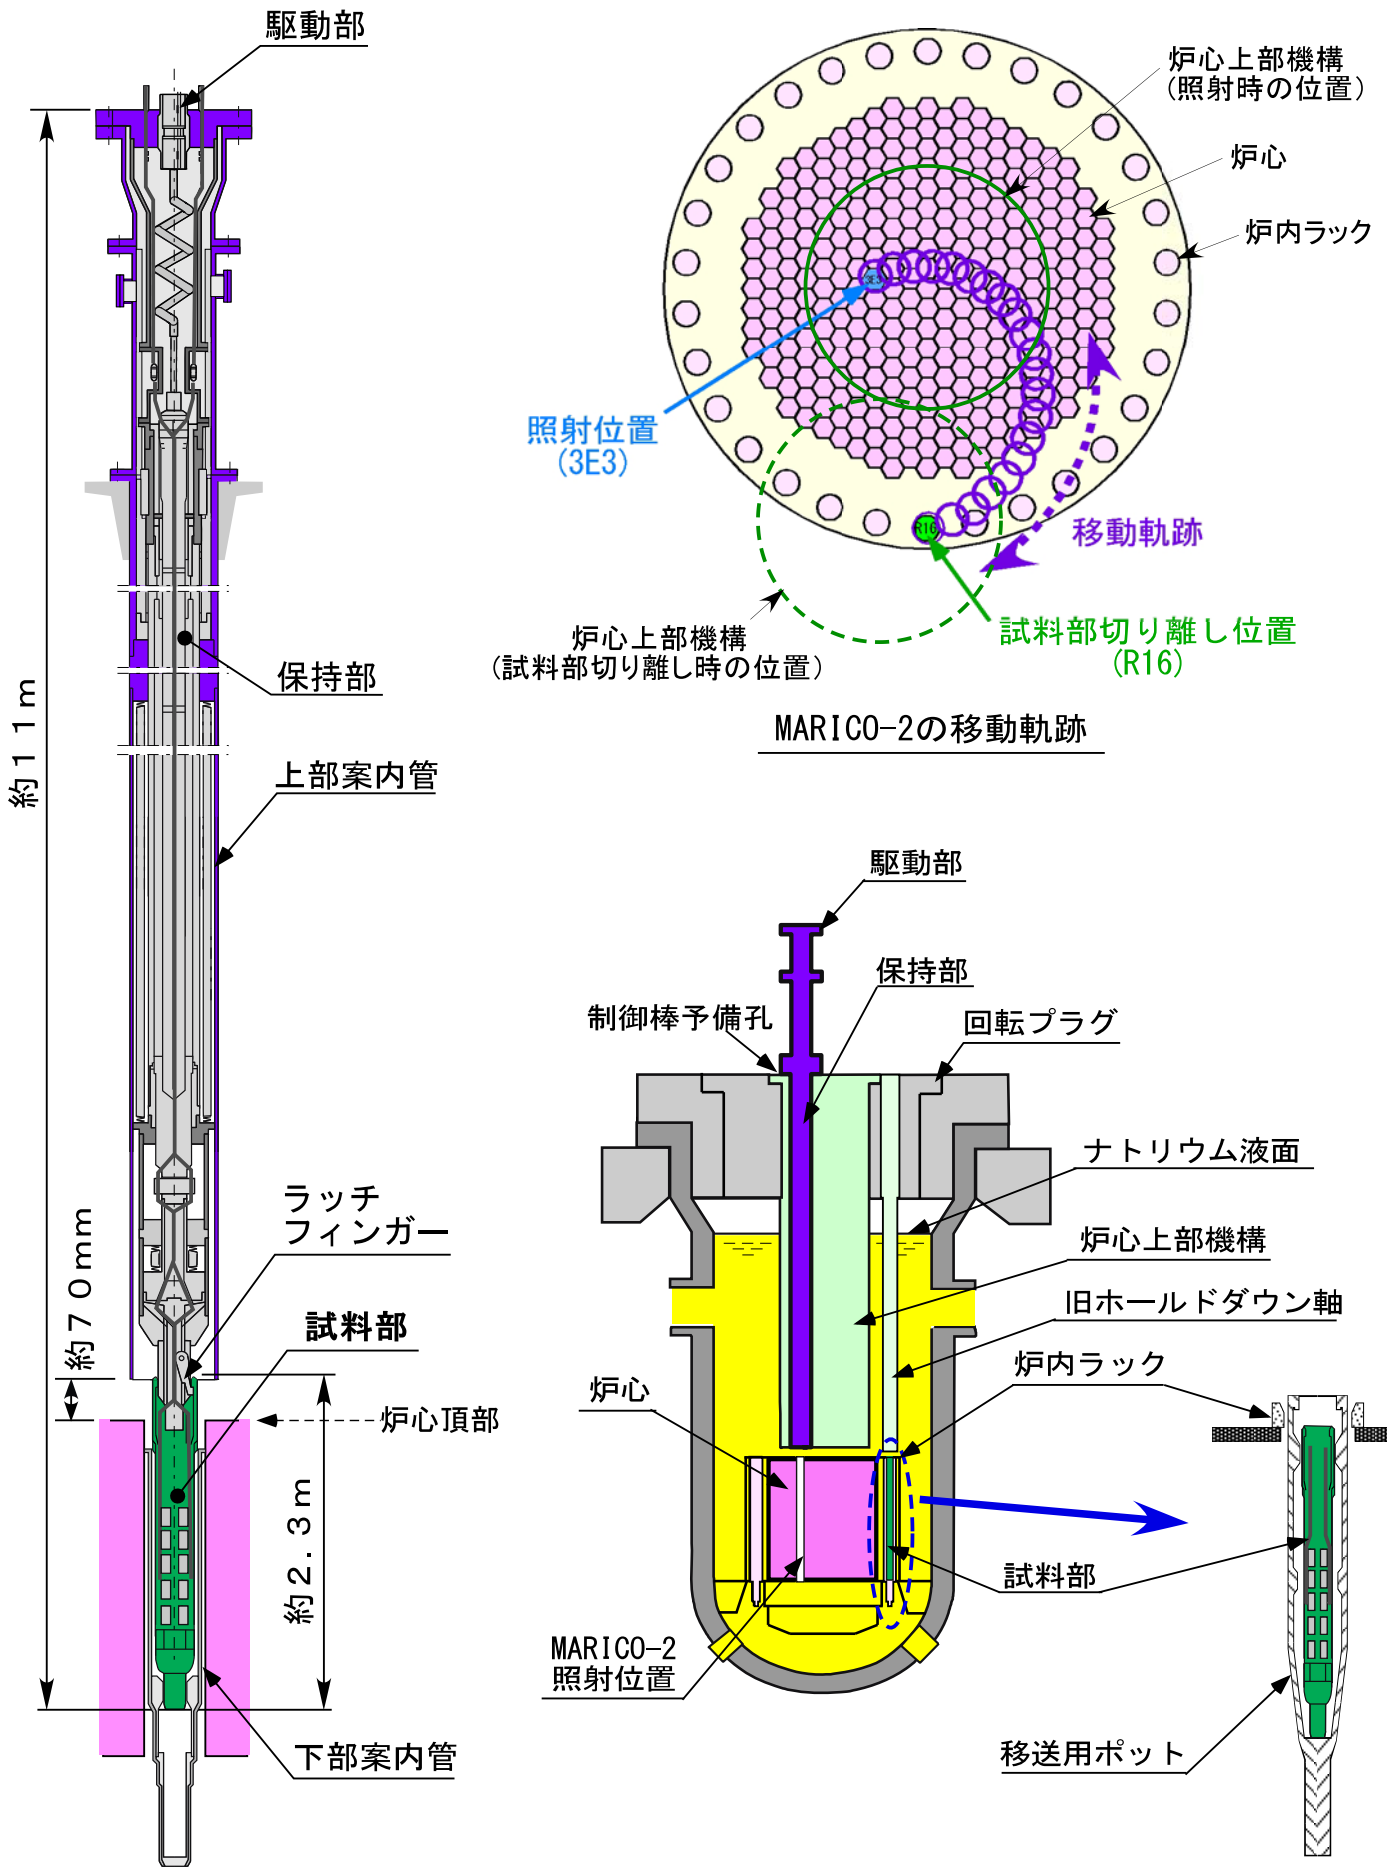 駆動部
約11m
保持部
上部案内管
ラッチ
フィンガー
約70mm
試料部
炉心頂部
約2.3m
下部案内管
炉心上部機構
(照射時の位置)
炉心
炉内ラック
3E3
照射位置
(3E3)
R16
移動軌跡
試料部切り離し位置
(R16)
炉心上部機構
(試料部切り離し時の位置)
MARICO-2の移動軌跡
駆動部
保持部
制御棒予備孔
回転プラグ
ナトリウム液面
炉心上部機構
旧ホールドダウン軸
炉内ラック
炉心
試料部
MARICO-2
照射位置
移送用ポット